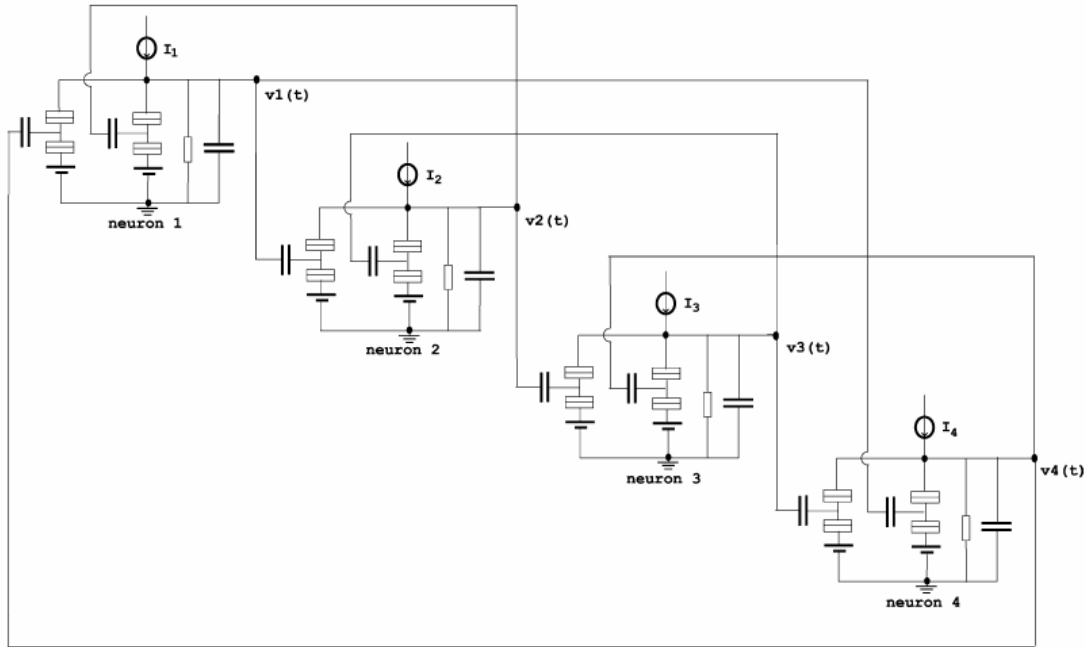 I1
v1(t)
neuron 1
I2
v2(t)
neuron 2
I3
v3(t)
neuron 3
I4
v4(t)
neuron 4